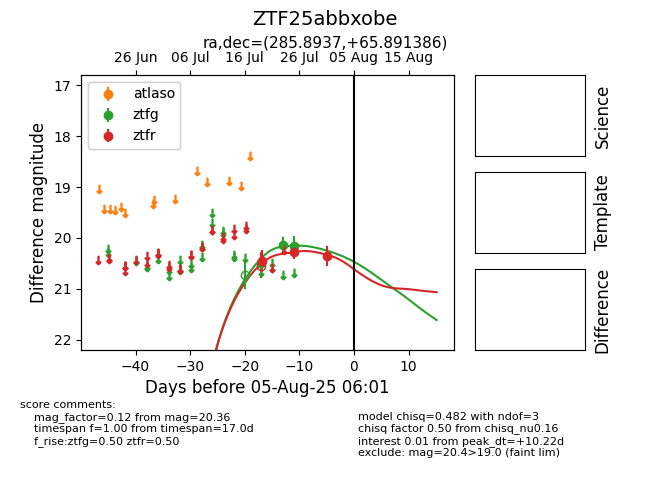 ZTF25abbxobe
ra,dec=(285.8937,+65.891386)
26 Jun 06 Jul 16 Jul 26 Jul 05 Aug 15 Aug
17
18
19
20
21
22
Difference magnitude
atlaso
ztfg
ztfr
−40 −30 −20 −10 0 10
Days before 05-Aug-25 06:01
Science
Template
Difference
score comments:
mag_factor=0.12 from mag=20.36
timespan f=1.00 from timespan=17.0d
f_rise:ztfg=0.50 ztfr=0.50
model chisq=0.482 with ndof=3
chisq factor 0.50 from chisq_nu0.16
interest 0.01 from peak_dt=+10.22d
exclude: mag=20.4>19.0 (faint lim)